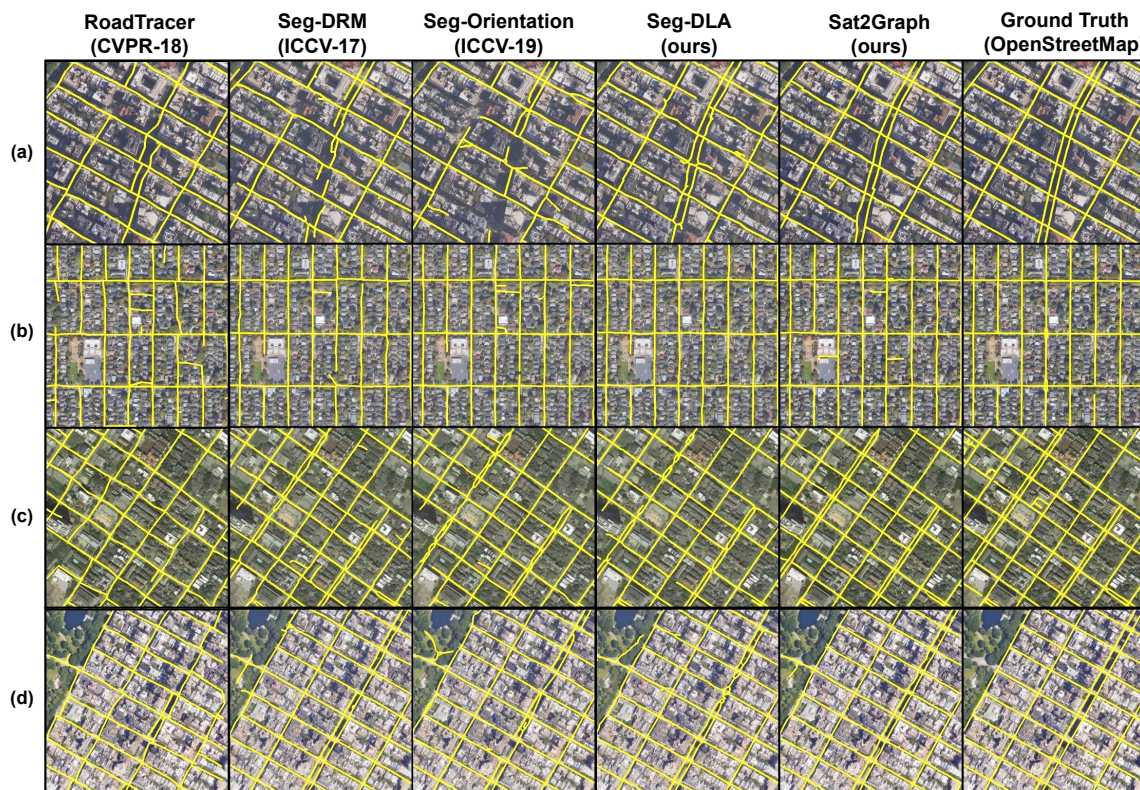 RoadTracer
(CVPR-18)
Seg-DRM
(ICCV-17)
Seg-Orientation
(ICCV-19)
Seg-DLA
(ours)
Sat2Graph
(ours)
Ground Truth
(OpenStreetMap)
(a)
(b)
(c)
(d)